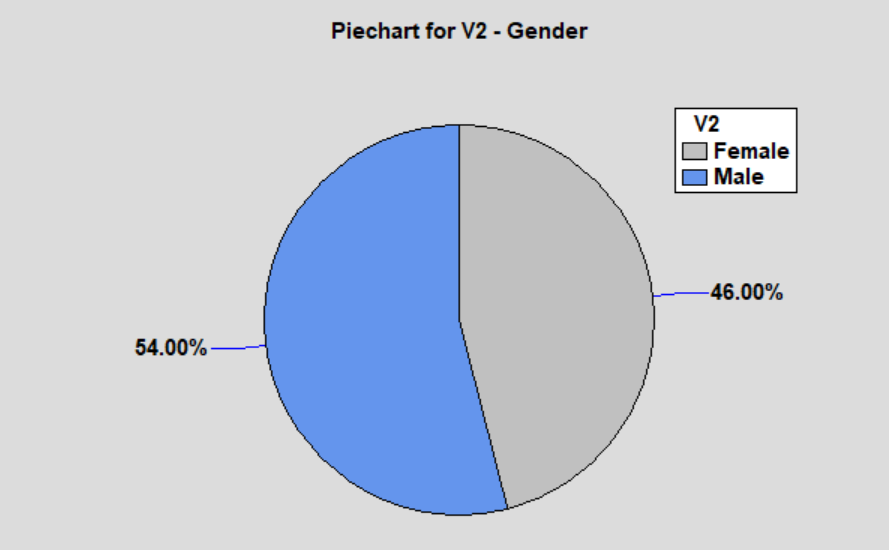 Piechart for V2 - Gender
V2
Female
Male
46.00%
54.00%